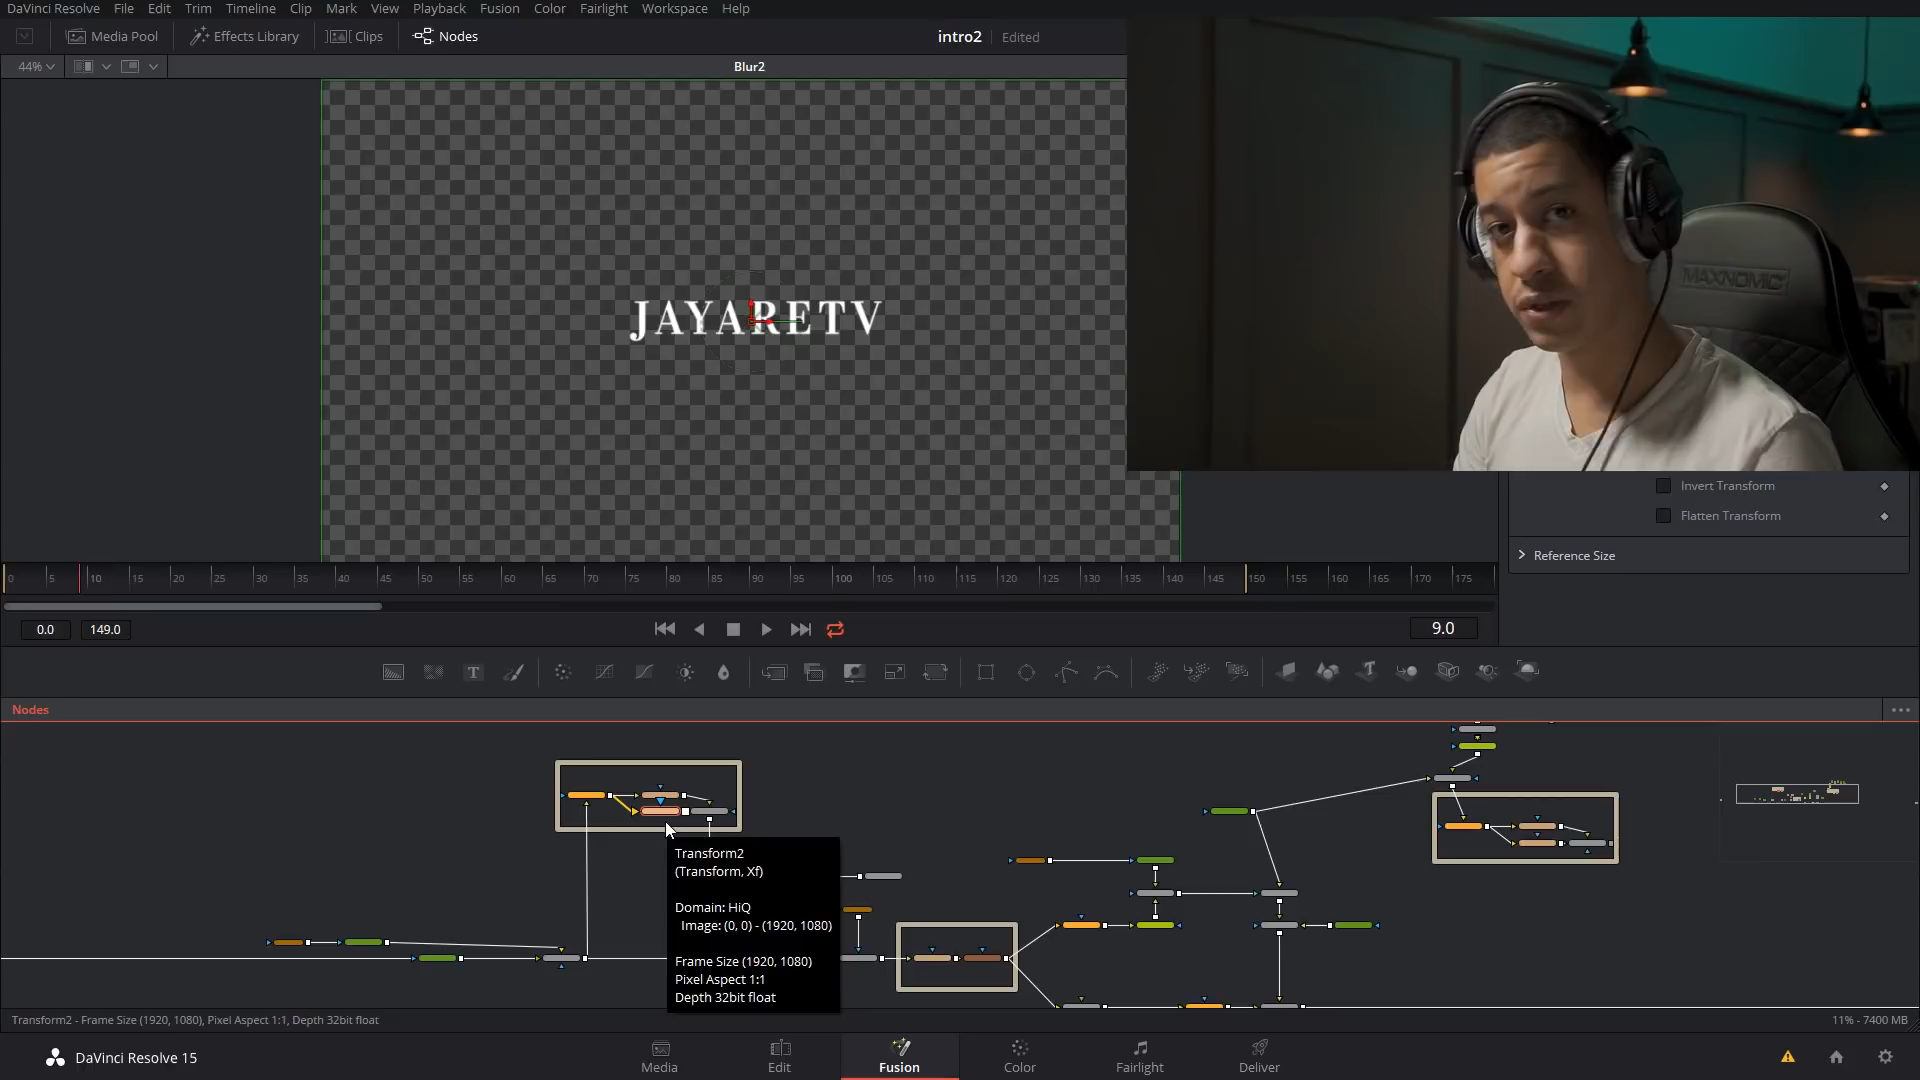 DaVinci Resolve File Edit Trim Timeline Clip Mark View Playback Fusion Color Fairlight Workspace Help
Media Pool Effects Library Clips Nodes intro2 Edited
44% Blur2
JAYARETV
MAXNOMIC
Invert Transform
Flatten Transform
Reference Size
0 5 10 15 20 25 30 35 40 45 50 55 60 65 70 75 80 85 90 95 100 105 110 115 120 125 130 135 140 145 150 155 160 165 170 175
0.0 149.0 9.0
T T
Nodes
Transform2
(Transform, Xf)
Domain: HiQ
Image: (0, 0) - (1920, 1080)
Frame Size (1920, 1080)
Pixel Aspect 1:1
Depth 32bit float
Transform2 - Frame Size (1920, 1080), Pixel Aspect 1:1, Depth 32bit float 11% - 7400 MB
DaVinci Resolve 15 Media Edit Fusion Color Fairlight Deliver